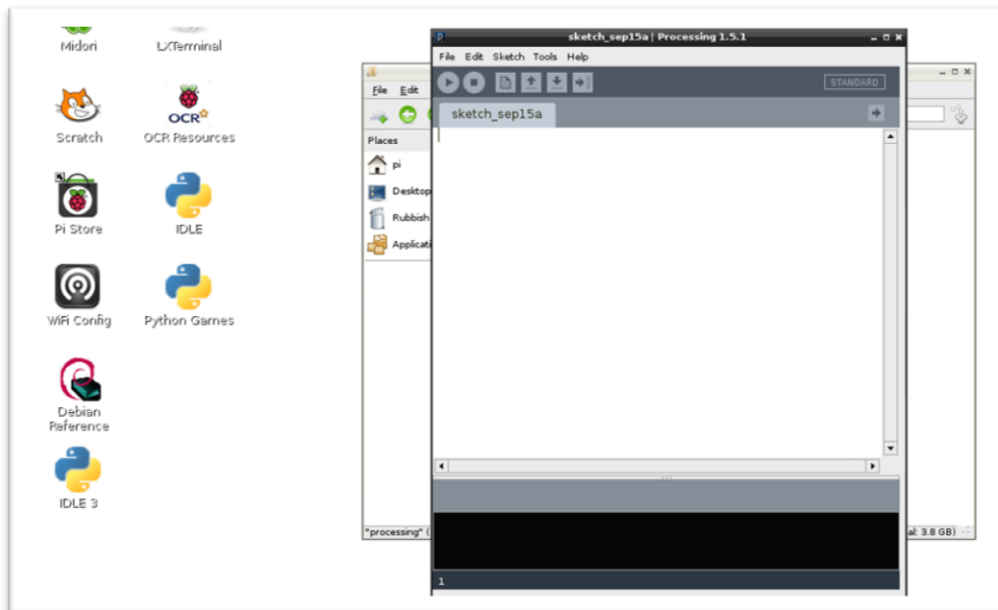 Midori
LXTerminal
Scratch
OCR
OCR Resources
Pi Store
IDLE
WiFi Config
Python Games
Debian
Reference
IDLE 3
File Edit
Places
pi
Desktop
Rubbish
"processing" (
al: 3.8 GB)
sketch_sep15a | Processing 1.5.1
File Edit Sketch Tools Help
STANDARD
sketch_sep15a
1